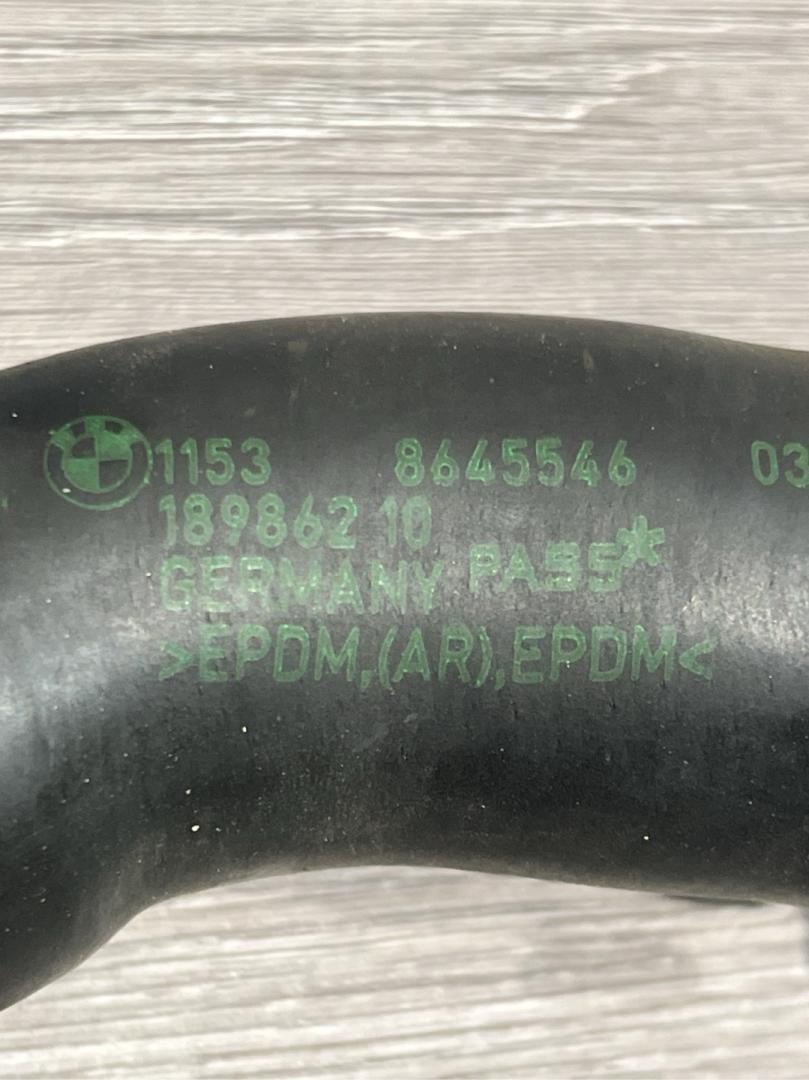 1153 8645546 03
189862 10
GERMANY PA55*
>EPDM,(AR),EPDM<